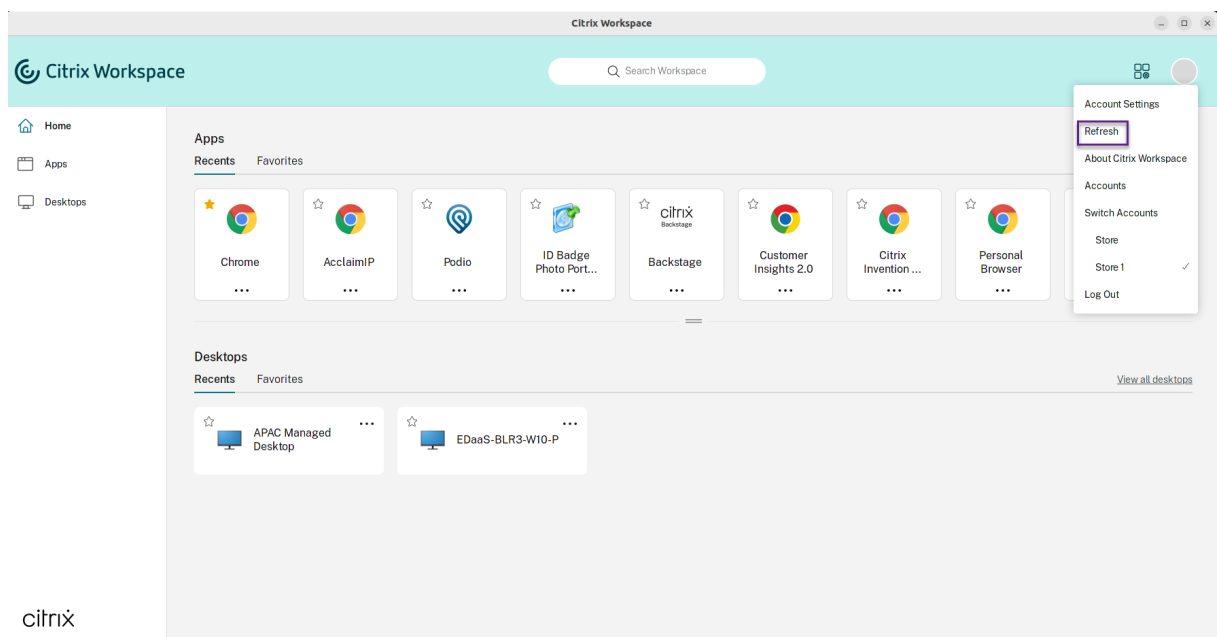 Citrix Workspace
Citrix Workspace
Search Workspace
Account Settings
Refresh
About Citrix Workspace
Accounts
Switch Accounts
Store
Store 1
Log Out
Home
Apps
Desktops
Apps
Recents Favorites
Chrome
AcclaimIP
Podio
ID Badge
Photo Port...
citrix
Backstage
Backstage
Customer
Insights 2.0
Citrix
Invention ...
Personal
Browser
Desktops
Recents Favorites
View all desktops
APAC Managed
Desktop
EDaaS-BLR3-W10-P
citrix